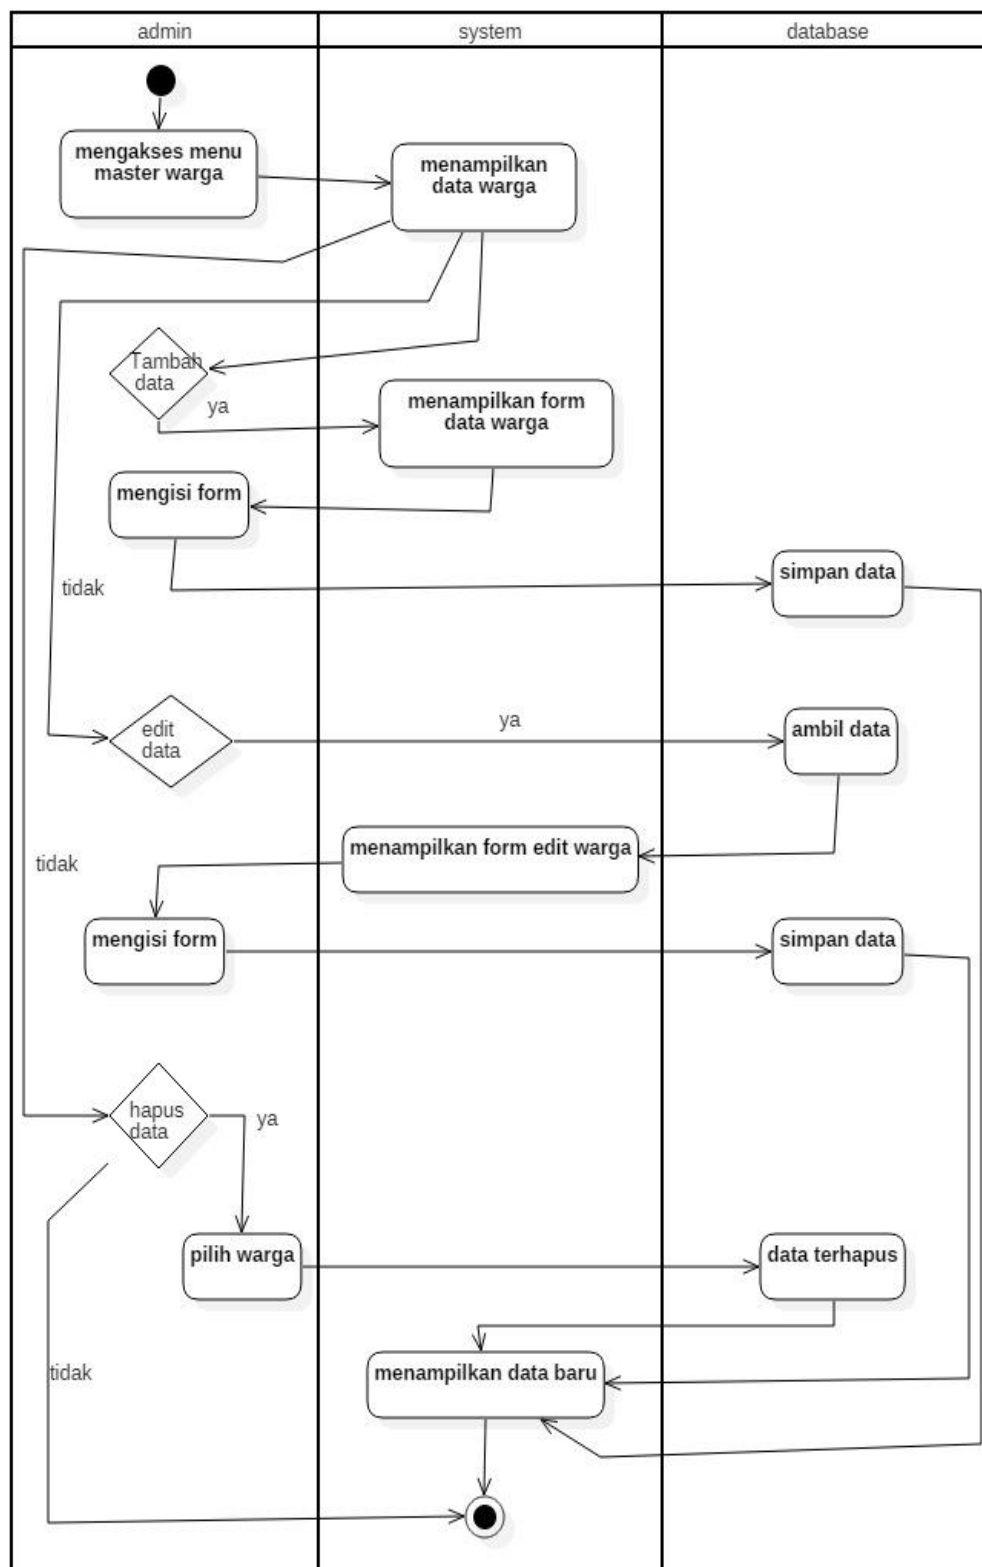 admin
system
database
mengakses menu
master warga
menampilkan
data warga
Tambah
data
ya
menampilkan form
data warga
mengisi form
tidak
simpan data
edit
data
ya
ambil data
menampilkan form edit warga
tidak
mengisi form
simpan data
hapus
data
ya
pilih warga
data terhapus
tidak
menampilkan data baru